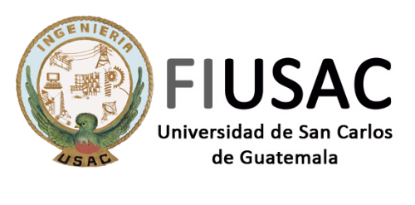 INGENIERIA
USAC
FIUSAC
Universidad de San Carlos
de Guatemala